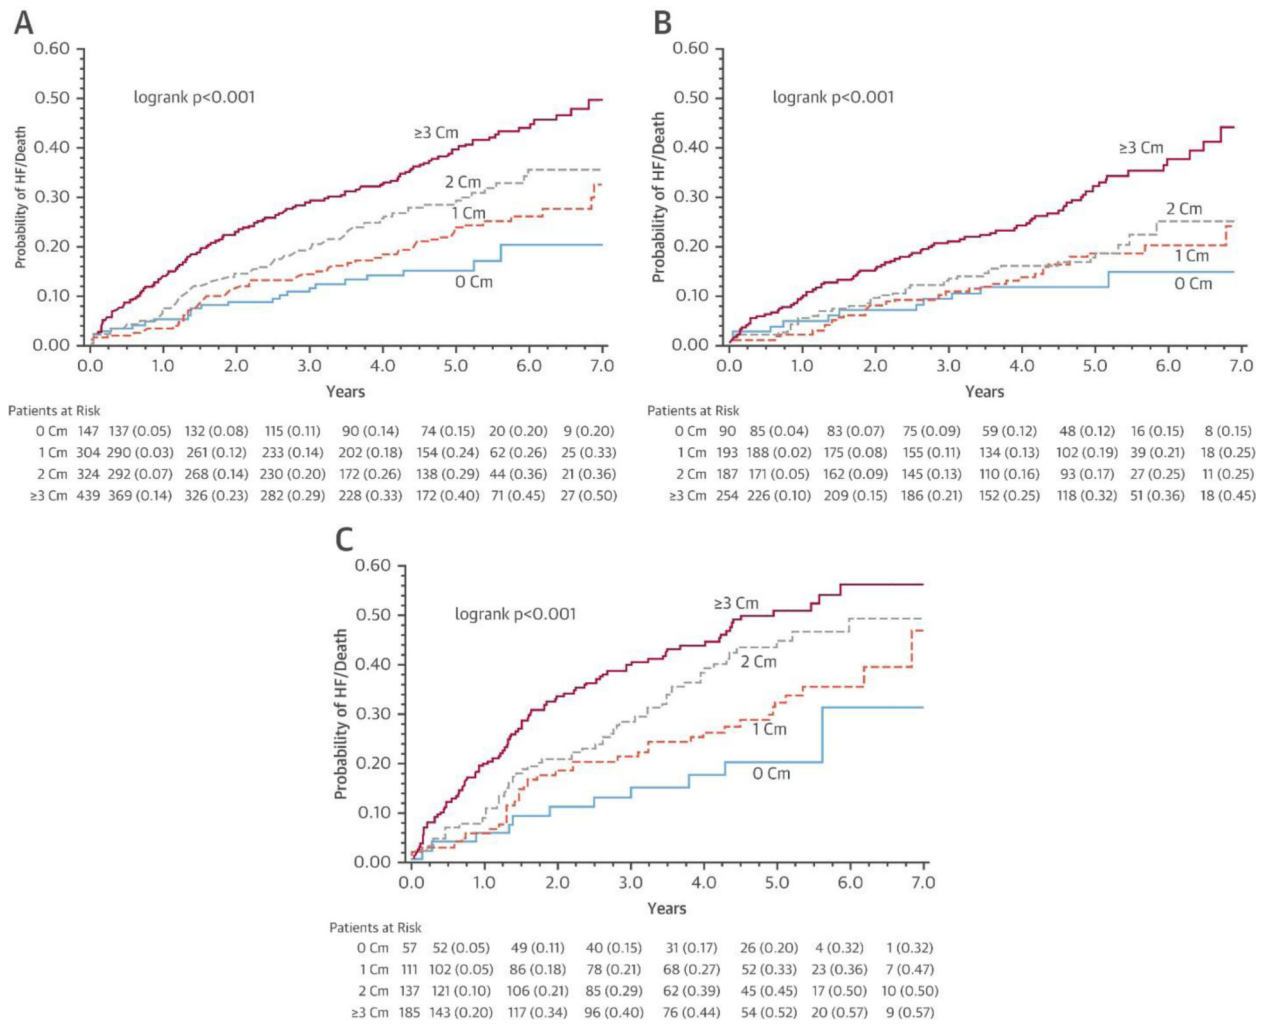 A
0.60
0.50
0.40
0.30
0.20
0.10
0.00
Probability of HF/Death
logrank p<0.001
≥3 Cm
2 Cm
1 Cm
0 Cm
0.0 1.0 2.0 3.0 4.0 5.0 6.0 7.0
Years
Patients at Risk
0 Cm 147 137 (0.05) 132 (0.08) 115 (0.11) 90 (0.14) 74 (0.15) 20 (0.20) 9 (0.20)
1 Cm 304 290 (0.03) 261 (0.12) 233 (0.14) 202 (0.18) 154 (0.24) 62 (0.26) 25 (0.33)
2 Cm 324 292 (0.07) 268 (0.14) 230 (0.20) 172 (0.26) 138 (0.29) 44 (0.36) 21 (0.36)
≥3 Cm 439 369 (0.14) 326 (0.23) 282 (0.29) 228 (0.33) 172 (0.40) 71 (0.45) 27 (0.50)
B
0.60
0.50
0.40
0.30
0.20
0.10
0.00
Probability of HF/Death
logrank p<0.001
≥3 Cm
2 Cm
1 Cm
0 Cm
0.0 1.0 2.0 3.0 4.0 5.0 6.0 7.0
Years
Patients at Risk
0 Cm 90 85 (0.04) 83 (0.07) 75 (0.09) 59 (0.12) 48 (0.12) 16 (0.15) 8 (0.15)
1 Cm 193 188 (0.02) 175 (0.08) 155 (0.11) 134 (0.13) 102 (0.19) 39 (0.21) 18 (0.25)
2 Cm 187 171 (0.05) 162 (0.09) 145 (0.13) 110 (0.16) 93 (0.17) 27 (0.25) 11 (0.25)
≥3 Cm 254 226 (0.10) 209 (0.15) 186 (0.21) 152 (0.25) 118 (0.32) 51 (0.36) 18 (0.45)
C
0.60
0.50
0.40
0.30
0.20
0.10
0.00
Probability of HF/Death
logrank p<0.001
≥3 Cm
2 Cm
1 Cm
0 Cm
0.0 1.0 2.0 3.0 4.0 5.0 6.0 7.0
Years
Patients at Risk
0 Cm 57 52 (0.05) 49 (0.11) 40 (0.15) 31 (0.17) 26 (0.20) 4 (0.32) 1 (0.32)
1 Cm 111 102 (0.05) 86 (0.18) 78 (0.21) 68 (0.27) 52 (0.33) 23 (0.36) 7 (0.47)
2 Cm 137 121 (0.10) 106 (0.21) 85 (0.29) 62 (0.39) 45 (0.45) 17 (0.50) 10 (0.50)
≥3 Cm 185 143 (0.20) 117 (0.34) 96 (0.40) 76 (0.44) 54 (0.52) 20 (0.57) 9 (0.57)